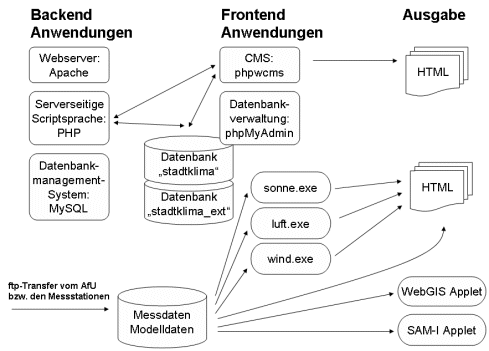 Backend
Anwendungen
Frontend
Anwendungen
Ausgabe
Webserver:
Apache
CMS:
phpwcms
HTML
Serverseitige
Scriptsprache:
PHP
Datenbank-
verwaltung:
phpMyAdmin
Datenbank
„stadtklima“
Datenbank
„stadtklima_ext“
Datenbank-
management-
System:
MySQL
sonne.exe
luft.exe
wind.exe
HTML
ftp-Transfer vom AfU
bzw. den Messstationen
Messdaten
Modelldaten
WebGIS Applet
SAM-I Applet